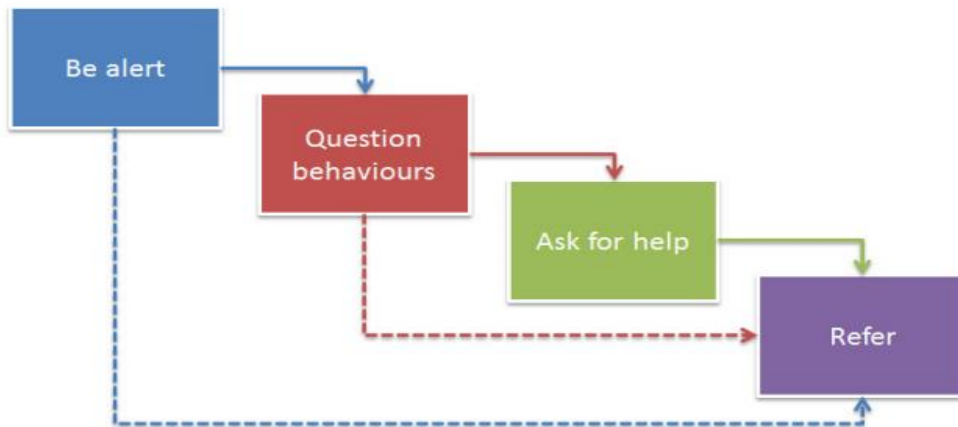 Be alert
Question
behaviours
Ask for help
Refer